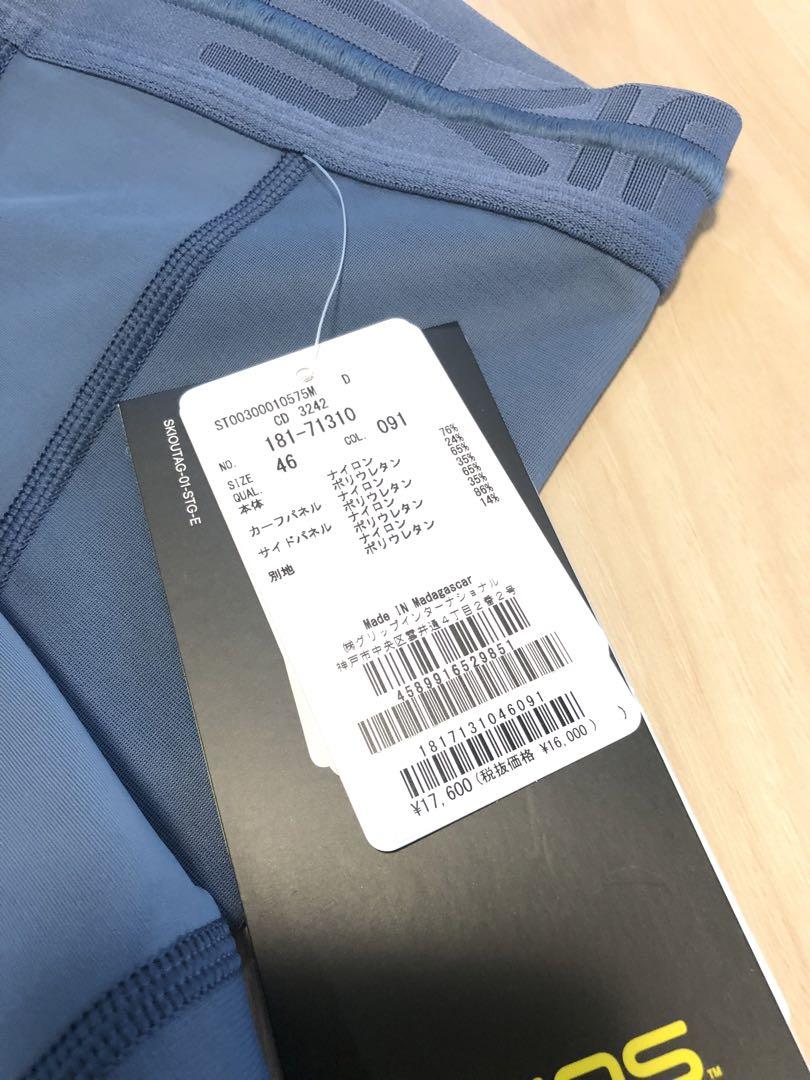 SKIN
SKIOUTAG-01-STG-E
ST00300010575M D
CD 3242
NO. 181-71310
SIZE 46 COL. 091
QUAL.
本体 ナイロン 76%
ポリウレタン 24%
カーフパネル ナイロン 65%
ポリウレタン 35%
サイドパネル ナイロン 65%
ポリウレタン 35%
別地 ナイロン 86%
ポリウレタン 14%
Made IN Madagascar
㈱グリップインターナショナル
神戸市中央区雲井通4丁目2番2号
4589916529851
1817131046091
¥17,600(税抜価格 ¥16,000)
)
TM